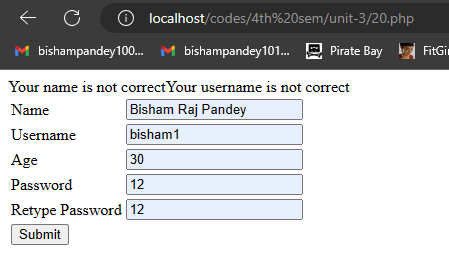 localhost/codes/4th%20sem/unit-3/20.php
bishampandey100... bishampandey101... Pirate Bay FitGir
Your name is not correctYour username is not correct
Name Bisham Raj Pandey
Username bisham1
Age 30
Password 12
Retype Password 12
Submit